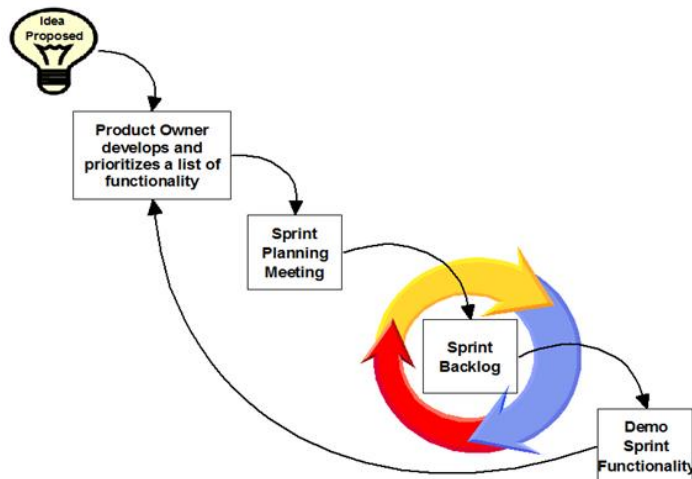 Idea
Proposed
Product Owner
develops and
prioritizes a list of
functionality
Sprint
Planning
Meeting
Sprint
Backlog
Demo
Sprint
Functionality